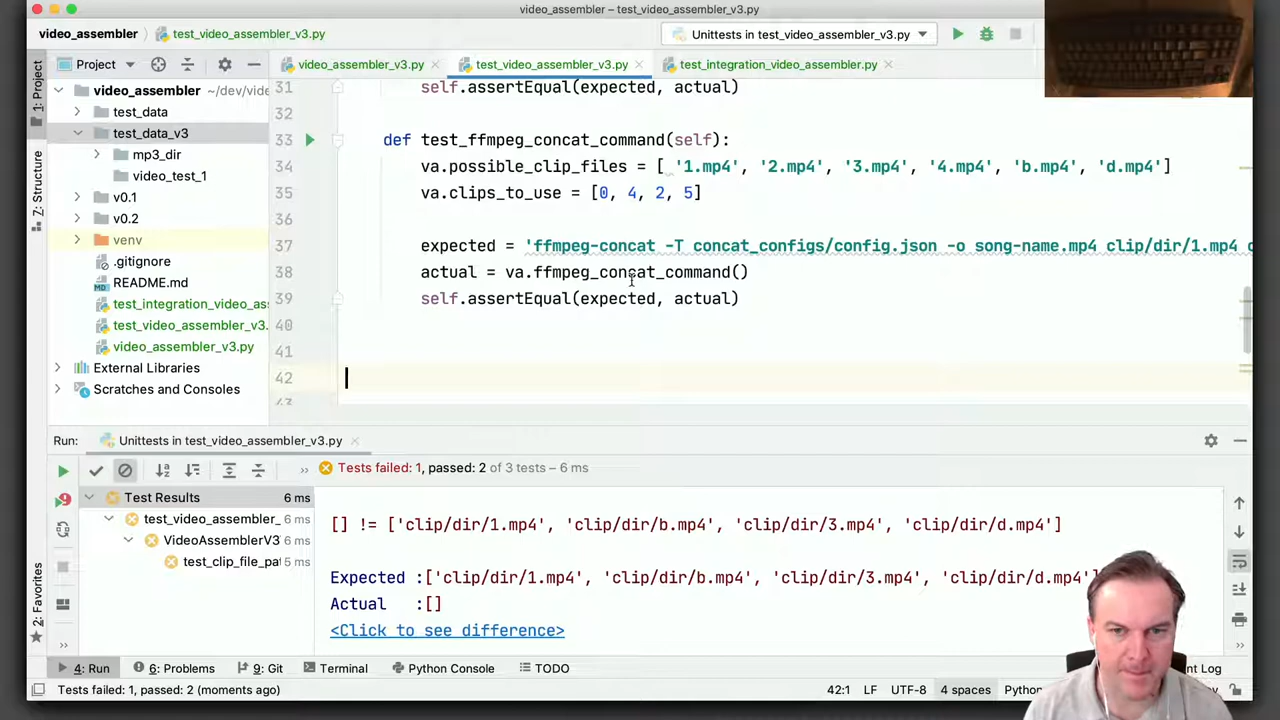 video_assembler – test_video_assembler_v3.py
video_assembler
test_video_assembler_v3.py
Unittests in test_video_assembler_v3.py
Project
video_assembler_v3.py
test_video_assembler_v3.py
test_integration_video_assembler.py
1: Project
Z: Structure
2: Favorites
video_assembler ~/dev/vide
test_data
test_data_v3
mp3_dir
video_test_1
v0.1
v0.2
venv
.gitignore
README.md
test_integration_video_as
test_video_assembler_v3.
video_assembler_v3.py
External Libraries
Scratches and Consoles
31 self.assertEqual(expected, actual)
32
33 def test_ffmpeg_concat_command(self):
34 va.possible_clip_files = [ '1.mp4', '2.mp4', '3.mp4', '4.mp4', 'b.mp4', 'd.mp4']
35 va.clips_to_use = [0, 4, 2, 5]
36
37 expected = 'ffmpeg-concat -T concat_configs/config.json -o song-name.mp4 clip/dir/1.mp4 c
38 actual = va.ffmpeg_concat_command()
39 self.assertEqual(expected, actual)
40
41
42
43
Run: Unittests in test_video_assembler_v3.py
Tests failed: 1, passed: 2 of 3 tests – 6 ms
Test Results 6 ms
test_video_assembler_ 6 ms
VideoAssemblerV3 6 ms
test_clip_file_pa 5 ms
[] != ['clip/dir/1.mp4', 'clip/dir/b.mp4', 'clip/dir/3.mp4', 'clip/dir/d.mp4']
Expected :['clip/dir/1.mp4', 'clip/dir/b.mp4', 'clip/dir/3.mp4', 'clip/dir/d.mp4'
Actual :[]
<Click to see difference>
4: Run
6: Problems
9: Git
Terminal
Python Console
TODO
nt Log
Tests failed: 1, passed: 2 (moments ago)
42:1 LF UTF-8 4 spaces Python